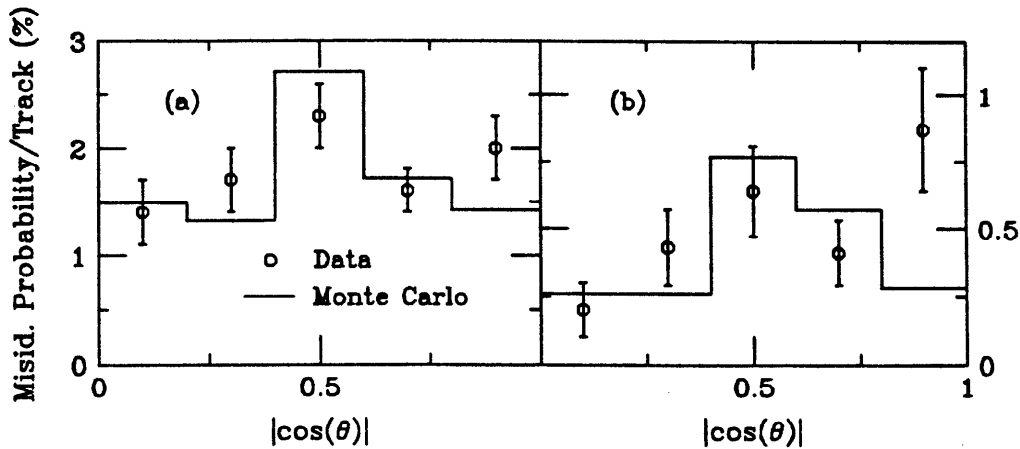 Misid. Probability/Track (%)
3
2
1
0
(a)
Data
Monte Carlo
0
0.5
|cos(θ)|
(b)
1
0.5
0
0.5
1
|cos(θ)|